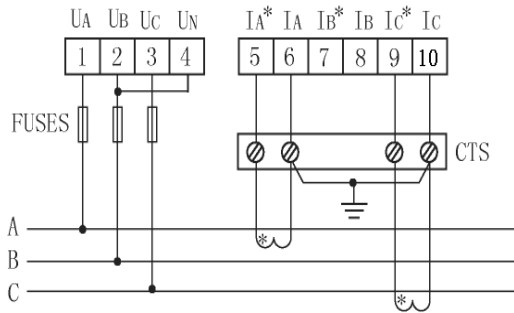 UA UB UC UN IA* IA IB* IB IC* IC
1 2 3 4 5 6 7 8 9 10
FUSES
CTS
A
*
B
C
*